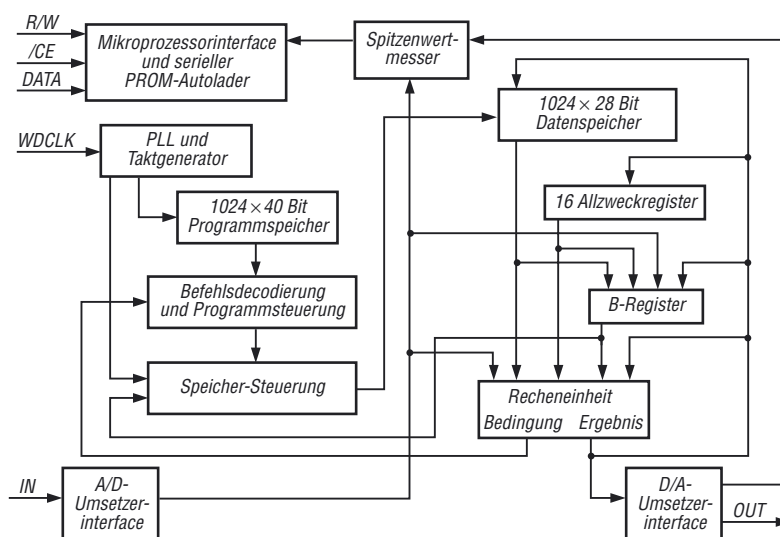 R/W
/CE
DATA
Mikroprozessorinterface
und serieller
PROM-Autolader
Spitzenwert-
messer
1024 × 28 Bit
Datenspeicher
WDCLK
PLL und
Taktgenerator
16 Allzweckregister
1024 × 40 Bit
Programmspeicher
Befehlsdecodierung
und Programmsteuerung
B-Register
Speicher-Steuerung
Recheneinheit
Bedingung Ergebnis
IN
A/D-
Umsetzer-
interface
D/A-
Umsetzer-
interface
OUT